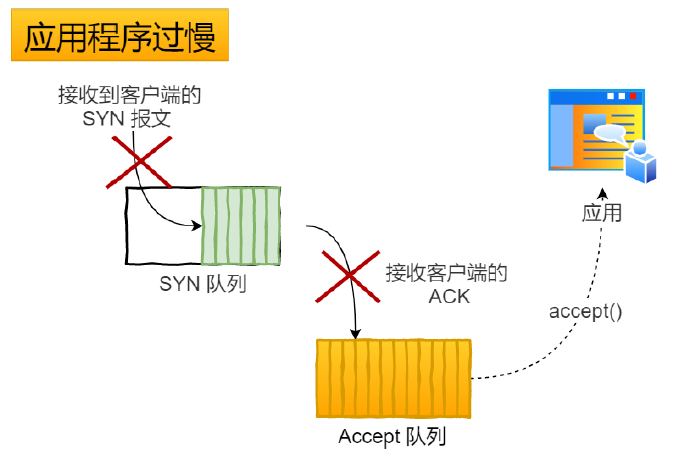 应用程序过慢
接收到客户端的
SYN 报文
SYN 队列
接收客户端的
ACK
应用
accept()
Accept 队列